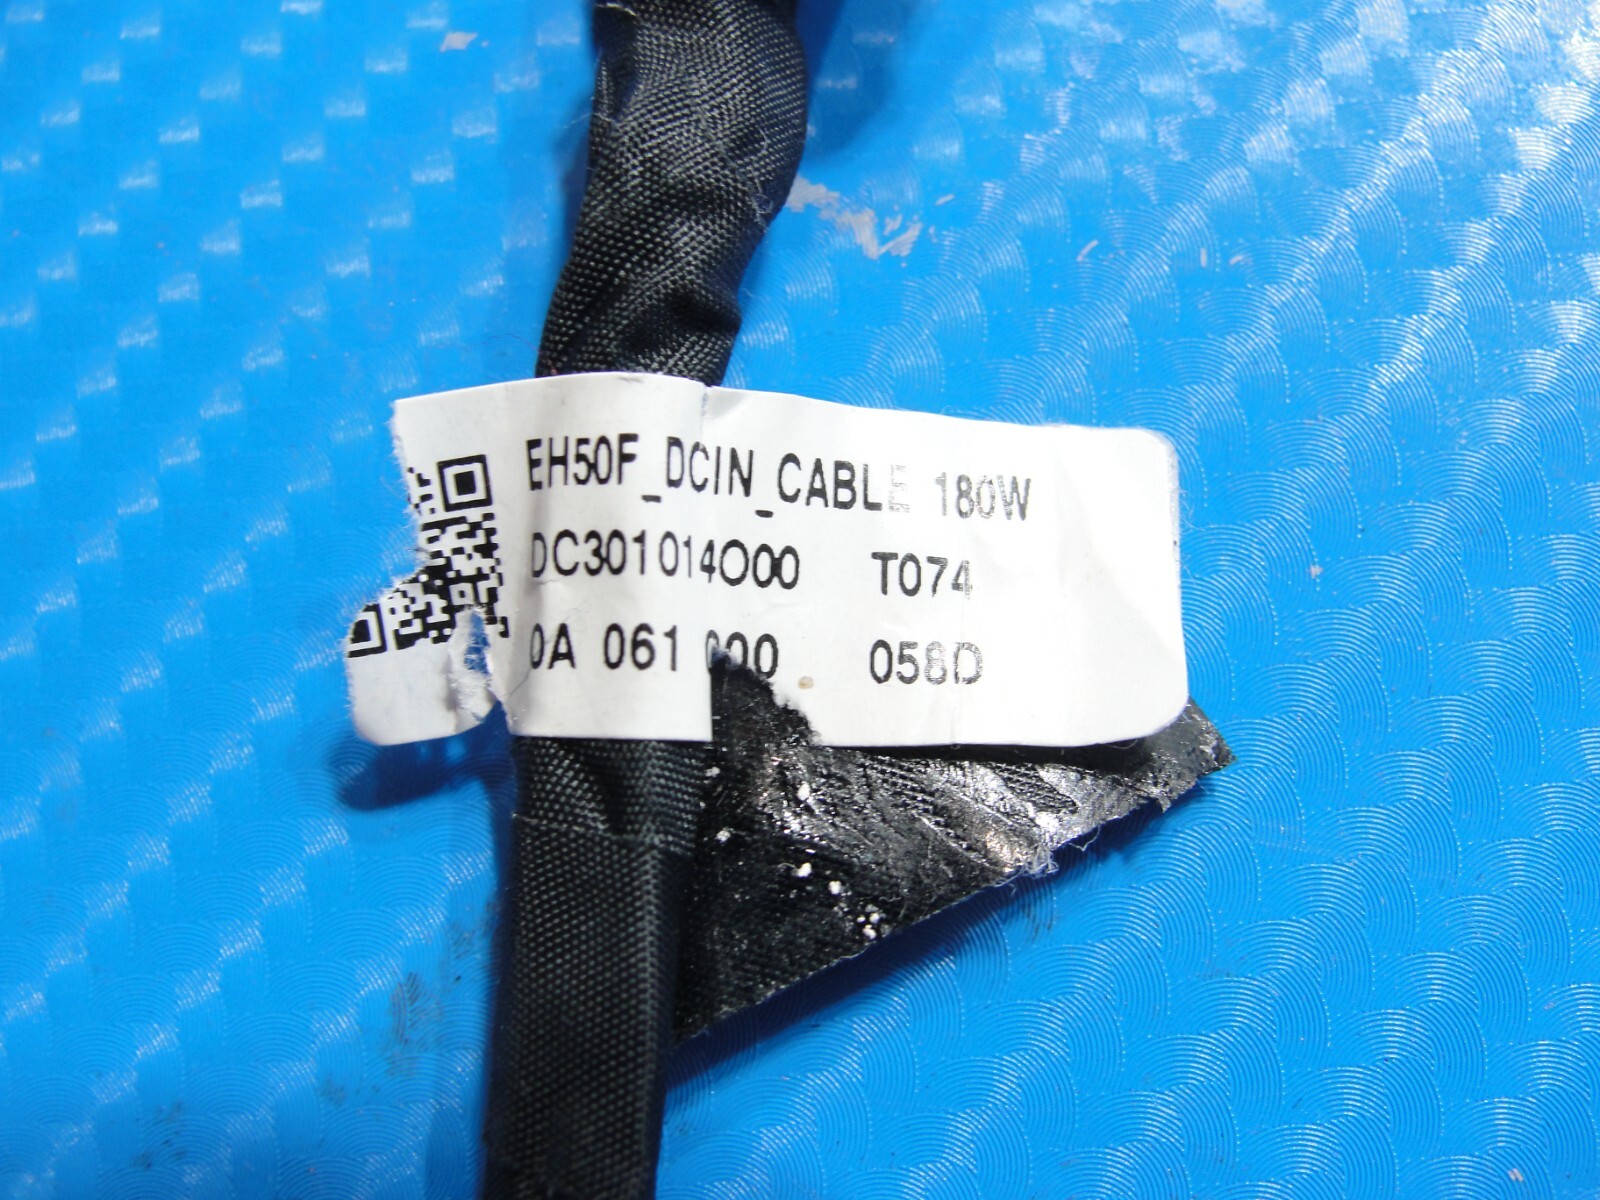 EH50F_DCIN_CABLE 180W
DC301014O00 T074
0A 061 000 058D